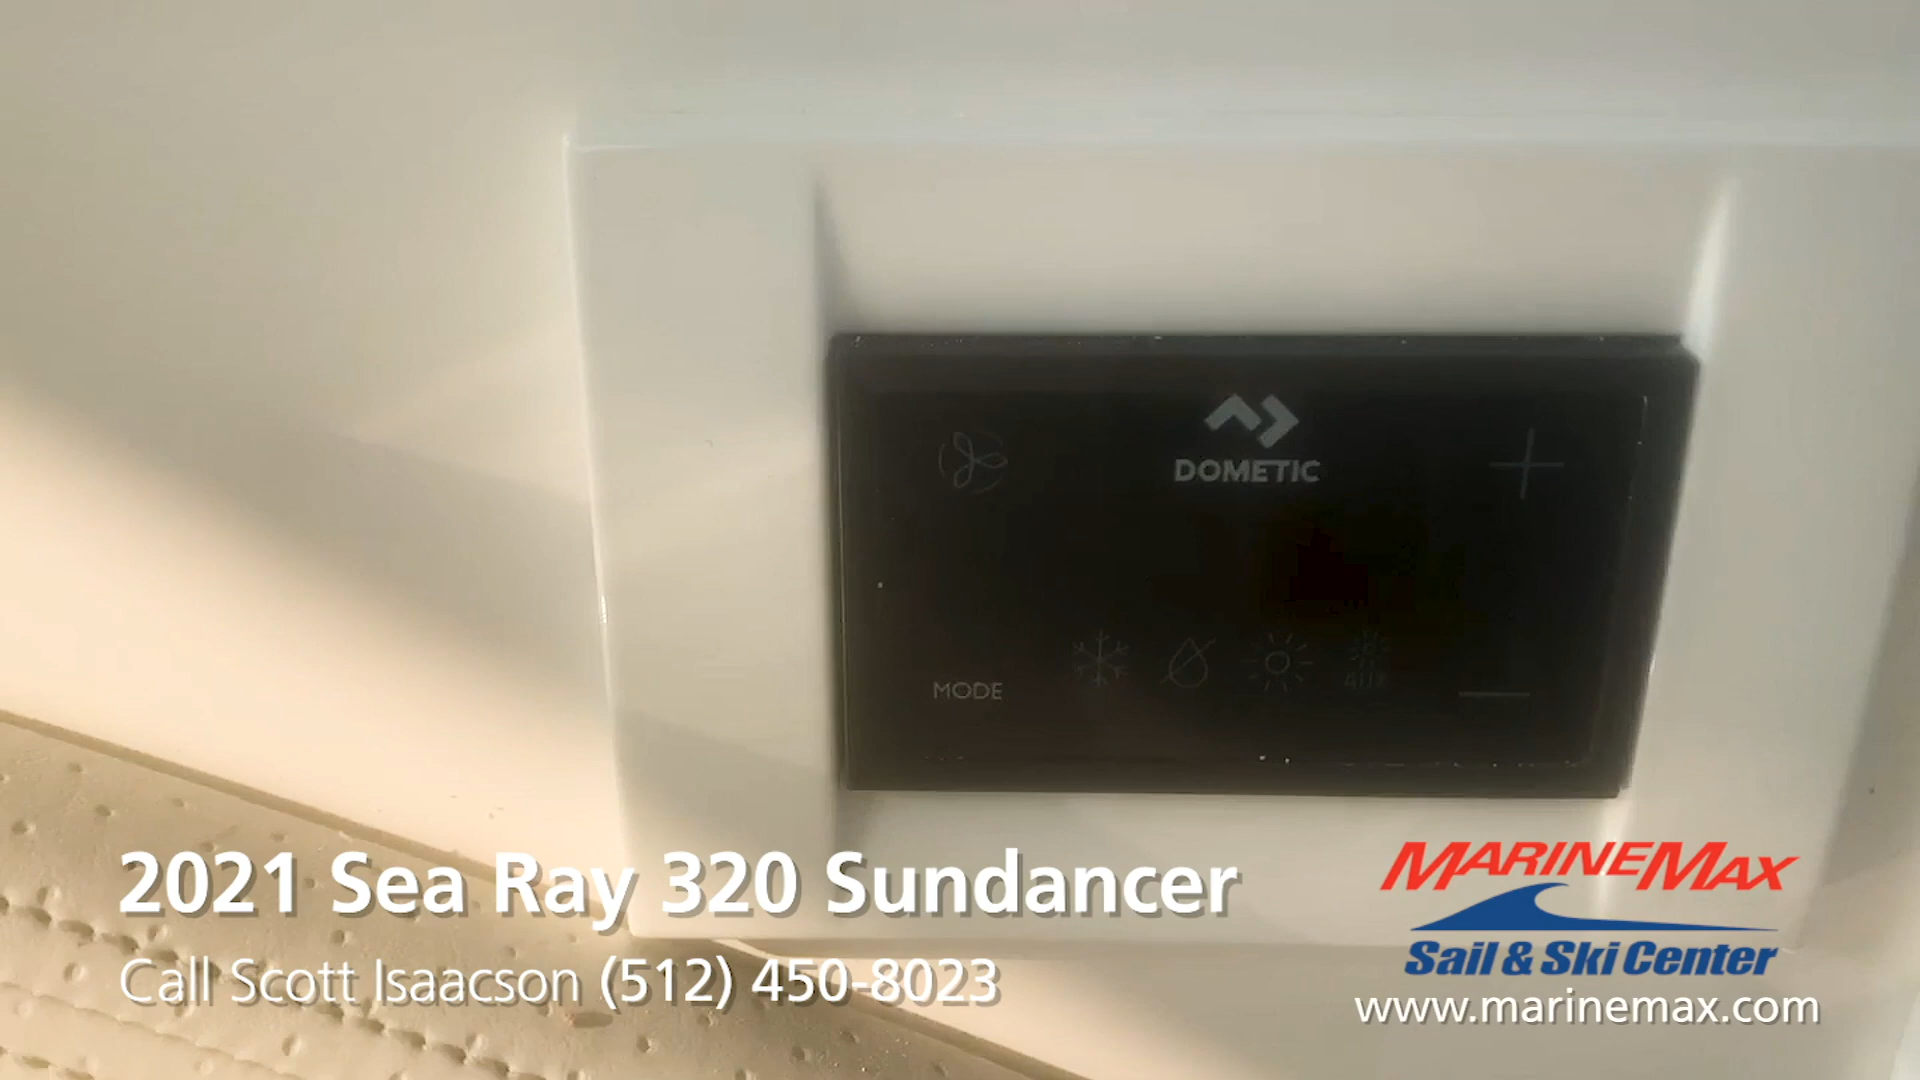 DOMETIC
MODE
2021 Sea Ray 320 Sundancer
Call Scott Isaacson (512) 450-8023
MARINEMAX
Sail & Ski Center
www.marinemax.com